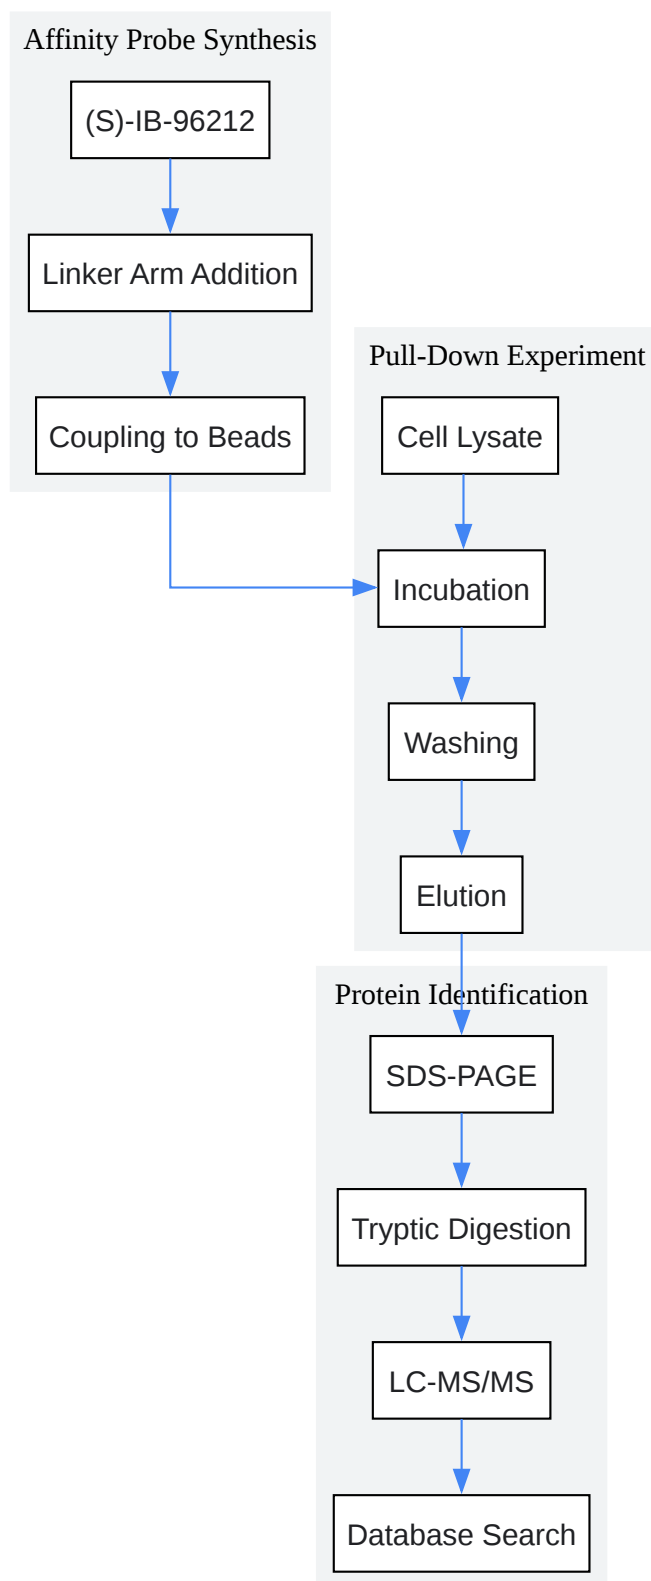 Affinity Probe Synthesis
(S)-IB-96212
Linker Arm Addition
Coupling to Beads
Pull-Down Experiment
Cell Lysate
Incubation
Washing
Elution
Protein Identification
SDS-PAGE
Tryptic Digestion
LC-MS/MS
Database Search